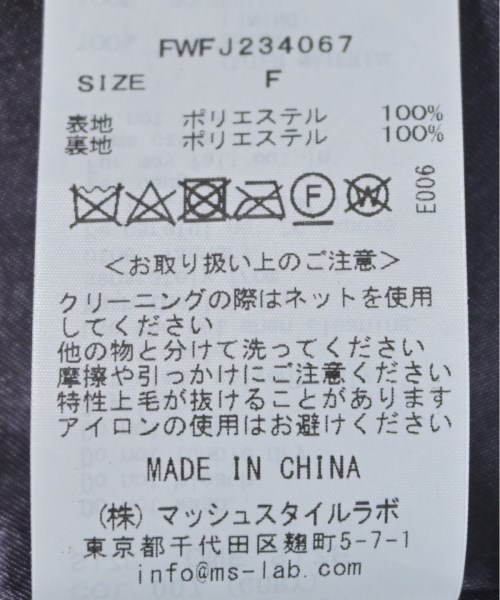 FWFJ234067
SIZE F
表地 ポリエステル 100%
裏地 ポリエステル 100%
F W E006
<お取り扱い上のご注意>
クリーニングの際はネットを使用
してください
他の物と分けて洗ってください
摩擦や引っかけにご注意ください
特性上毛が抜けることがあります
アイロンの使用はお避けください
MADE IN CHINA
(株) マッシュスタイルラボ
東京都千代田区麹町5-7-1
info@ms-lab.com